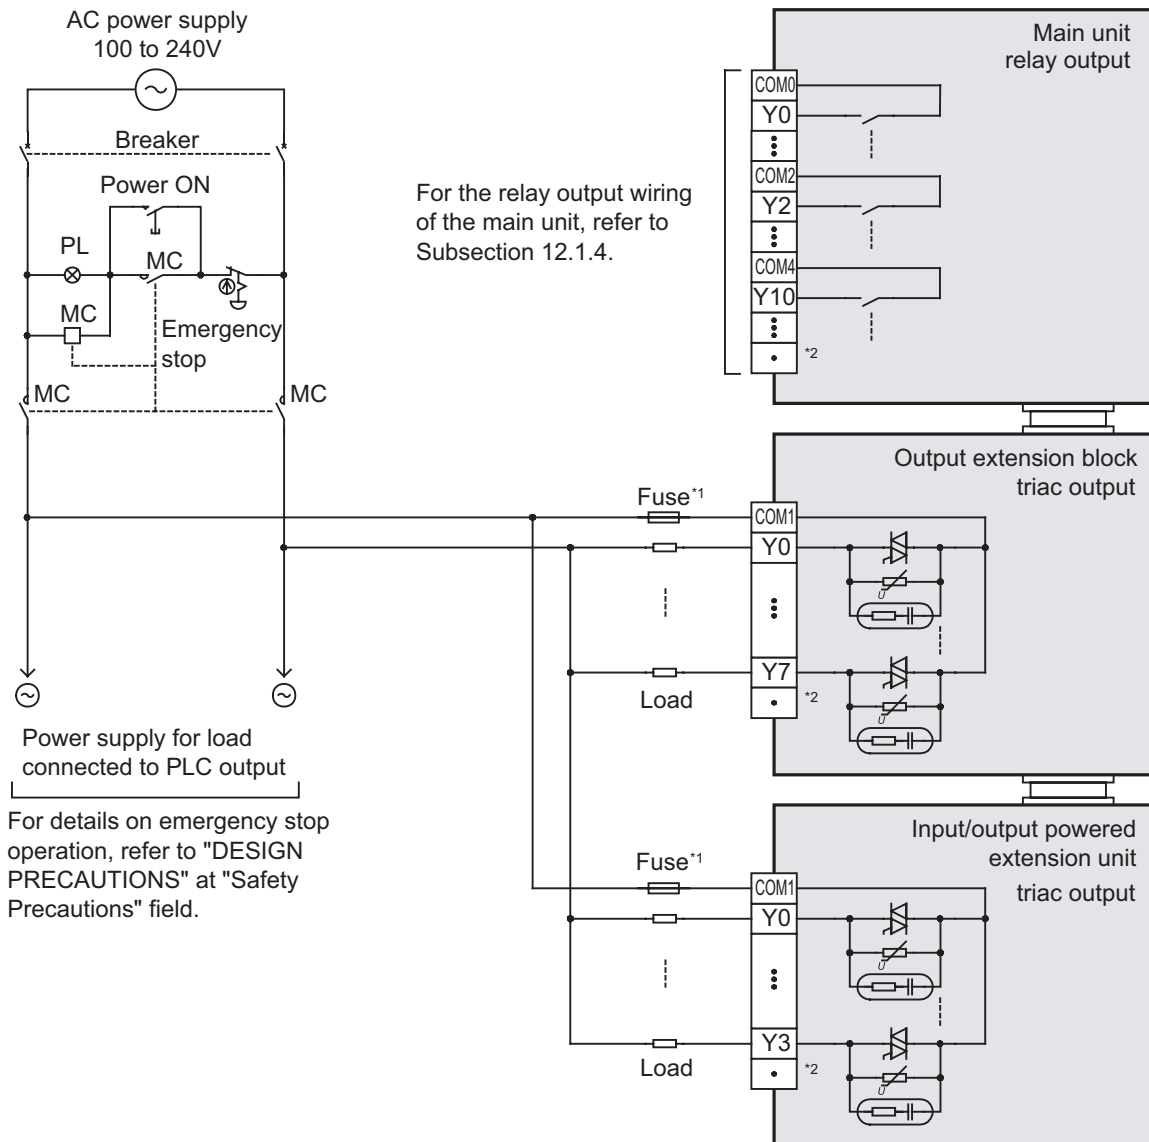 AC power supply
100 to 240V
Breaker
Power ON
PL
MC
MC
Emergency
stop
MC
MC
Power supply for load
connected to PLC output
For details on emergency stop
operation, refer to "DESIGN
PRECAUTIONS" at "Safety
Precautions" field.
For the relay output wiring
of the main unit, refer to
Subsection 12.1.4.
Main unit
relay output
COM0
Y0
COM2
Y2
COM4
Y10
*2
Output extension block
triac output
Fuse*1
COM1
Y0
U
Y7
Load
*2
U
Input/output powered
extension unit
triac output
Fuse*1
COM1
Y0
U
Y3
Load
*2
U